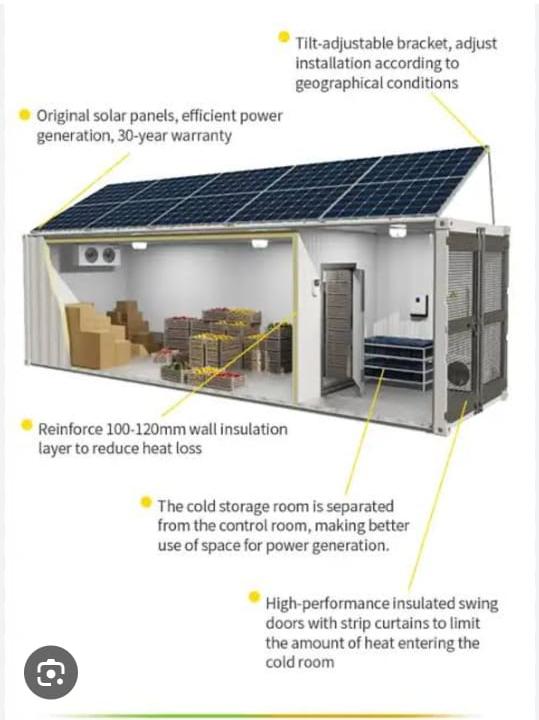 Tilt-adjustable bracket, adjust
installation according to
geographical conditions
Original solar panels, efficient power
generation, 30-year warranty
Reinforce 100-120mm wall insulation
layer to reduce heat loss
The cold storage room is separated
from the control room, making better
use of space for power generation.
High-performance insulated swing
doors with strip curtains to limit
the amount of heat entering the
cold room